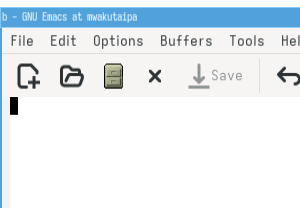 b - GNU Emacs at mwakutaipa
File Edit Options Buffers Tools Hel
Save